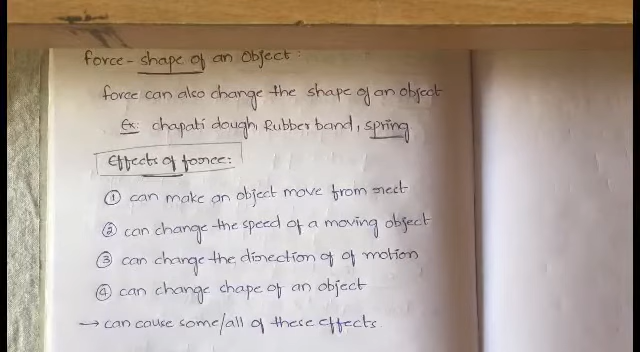 force - shape of an object:
force can also change the shape of an object
Ex: chapati dough, Rubber band, spring
Effects of force:
① can make an object move from rest
② can change the speed of a moving object
③ can change the direction of of motion
④ can change shape of an object
→ can cause some/all of these effects